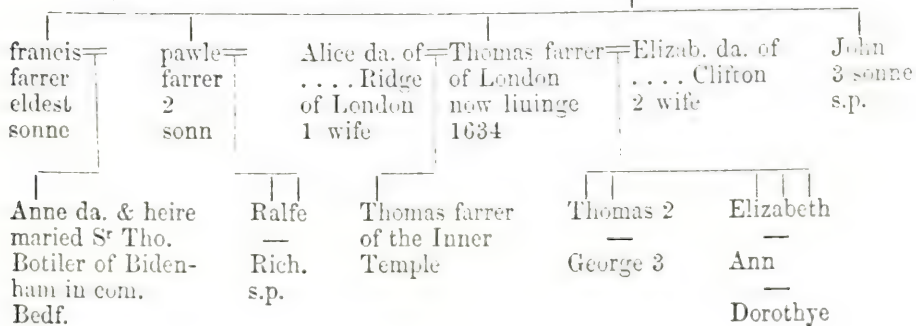 francis
farrer
eldest
sonne
pawle
farrer
2
sonn
Alice da. of
. . . . Ridge
of London
1 wife
Thomas farrer
of London
now liuinge
1634
Elizab. da. of
. . . . Clifton
2 wife
John
3 sonne
s.p.
Anne da. & heire
maried Sr Tho.
Botiler of Biden-
ham in com.
Bedf.
Ralfe
Rich.
s.p.
Thomas farrer
of the Inner
Temple
Thomas 2
George 3
Elizabeth
Ann
Dorothye